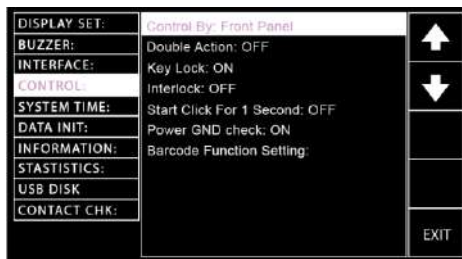 DISPLAY SET:
BUZZER:
INTERFACE:
CONTROL:
SYSTEM TIME:
DATA INIT:
INFORMATION:
STASTISTICS:
USB DISK
CONTACT CHK:
Control By: Front Panel
Double Action: OFF
Key Lock: ON
Interlock: OFF
Start Click For 1 Second: OFF
Power GND check: ON
Barcode Function Setting:
EXIT